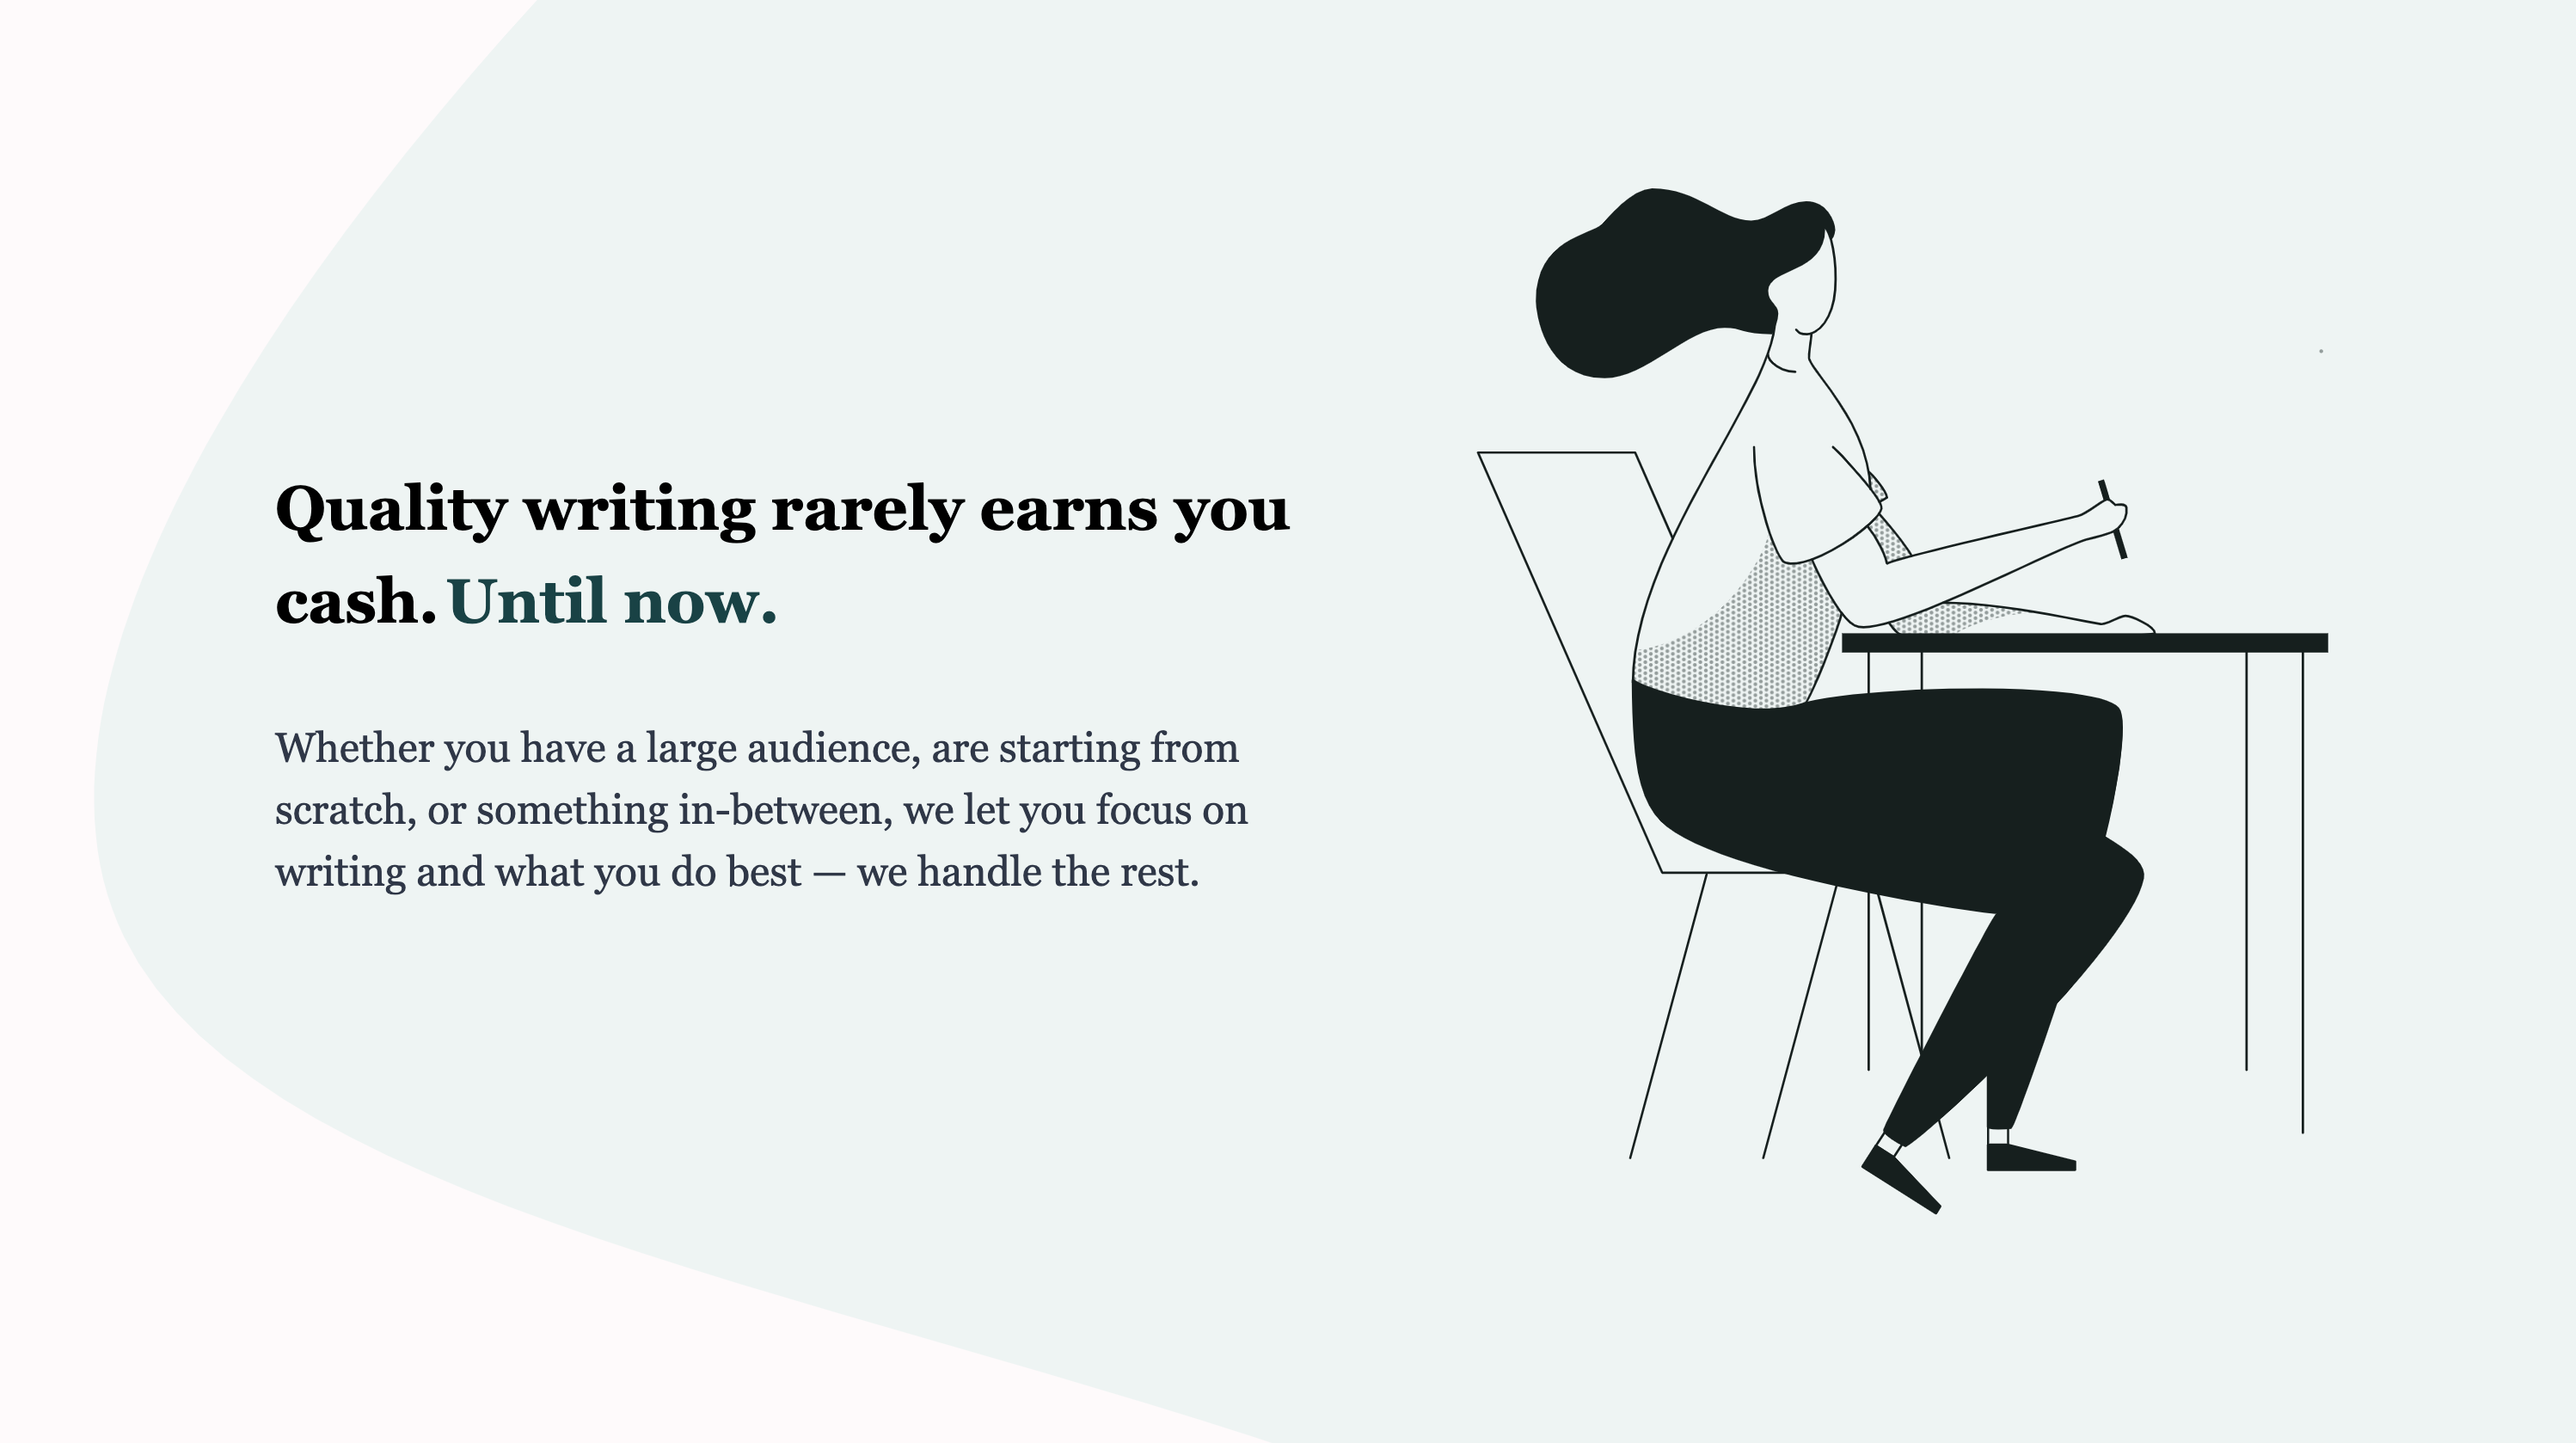 Quality writing rarely earns you
cash. Until now.
Whether you have a large audience, are starting from
scratch, or something in-between, we let you focus on
writing and what you do best — we handle the rest.